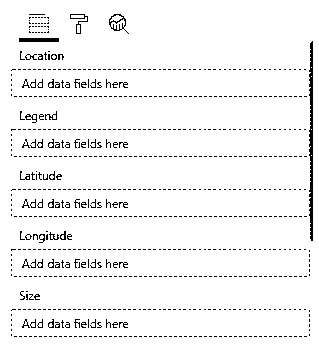 Location
Add data fields here
Legend
Add data fields here
Latitude
Add data fields here
Longitude
Add data fields here
Size
Add data fields here